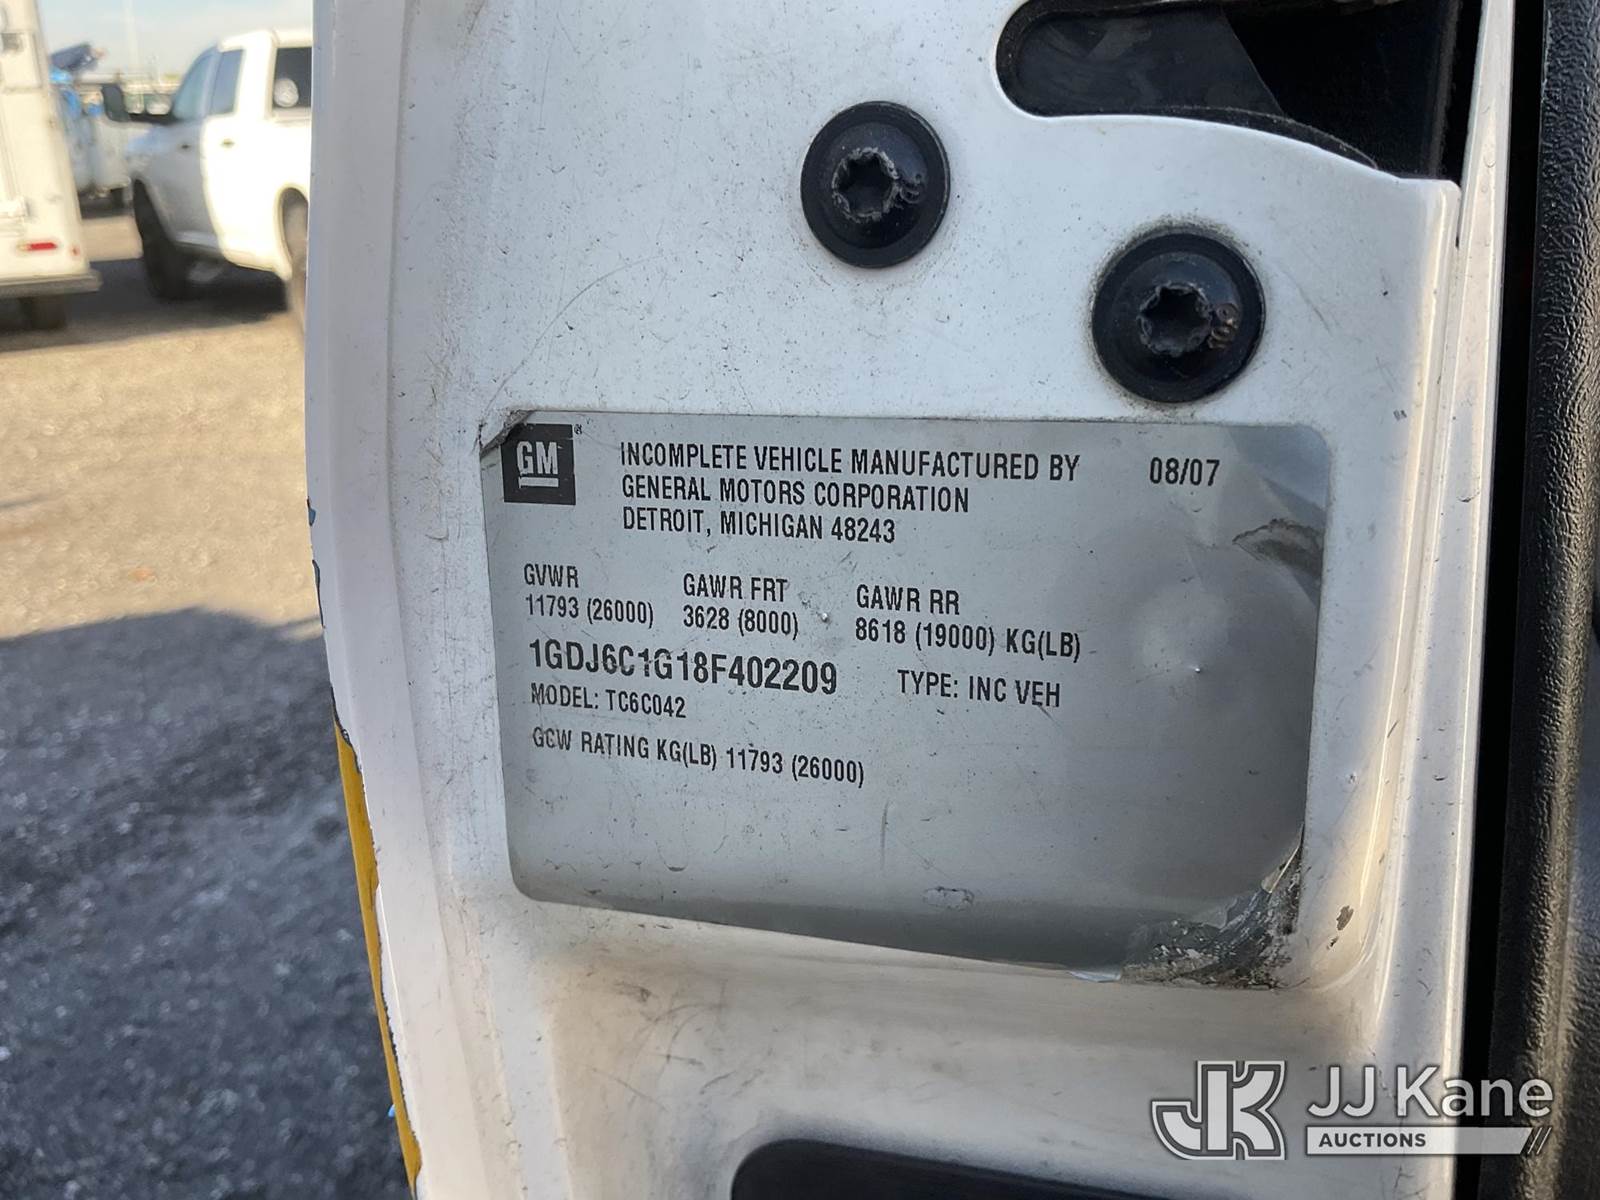 GM®
INCOMPLETE VEHICLE MANUFACTURED BY 08/07
GENERAL MOTORS CORPORATION
DETROIT, MICHIGAN 48243
GVWR GAWR FRT GAWR RR
11793 (26000) 3628 (8000) 8618 (19000) KG(LB)
1GDJ6C1G18F402209 TYPE: INC VEH
MODEL: TC6C042
GCW RATING KG(LB) 11793 (26000)
JK JJ Kane
AUCTIONS